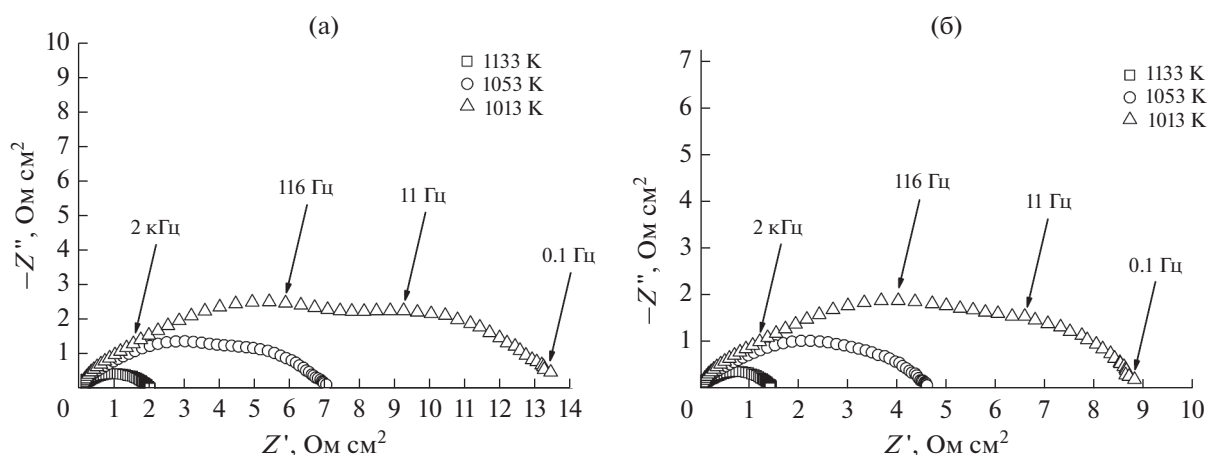 (а)
−Z″, Ом см²
10
9
8
7
6
5
4
3
2
1
0
1 2 3 4 5 6 7 8 9 10 11 12 13 14
Z′, Ом см²
1133 K
1053 K
1013 K
2 кГц
116 Гц
11 Гц
0.1 Гц
(б)
−Z″, Ом см²
7
6
5
4
3
2
1
0
1 2 3 4 5 6 7 8 9 10
Z′, Ом см²
1133 K
1053 K
1013 K
2 кГц
116 Гц
11 Гц
0.1 Гц